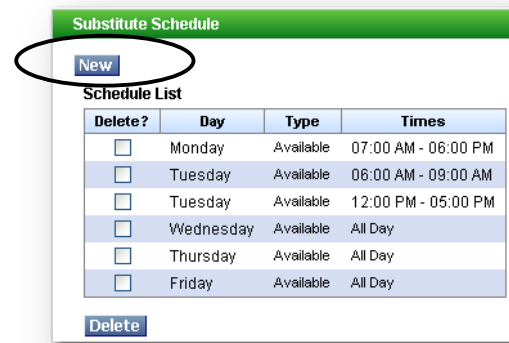 Substitute Schedule
New
Schedule List
Delete? Day Type Times
Monday Available 07:00 AM - 06:00 PM
Tuesday Available 06:00 AM - 09:00 AM
Tuesday Available 12:00 PM - 05:00 PM
Wednesday Available All Day
Thursday Available All Day
Friday Available All Day
Delete